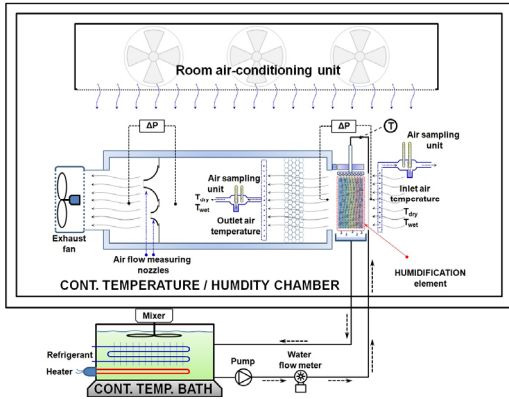 Room air-conditioning unit
ΔP
ΔP
T
Air sampling
unit
Air sampling
unit
Tdry
Twet
Outlet air
temperature
Inlet air
temperature
Tdry
Twet
Exhaust
fan
Air flow measuring
nozzles
HUMIDIFICATION
element
CONT. TEMPERATURE / HUMDITY CHAMBER
Mixer
Refrigerant
Heater
Pump
Water
flow meter
CONT. TEMP. BATH